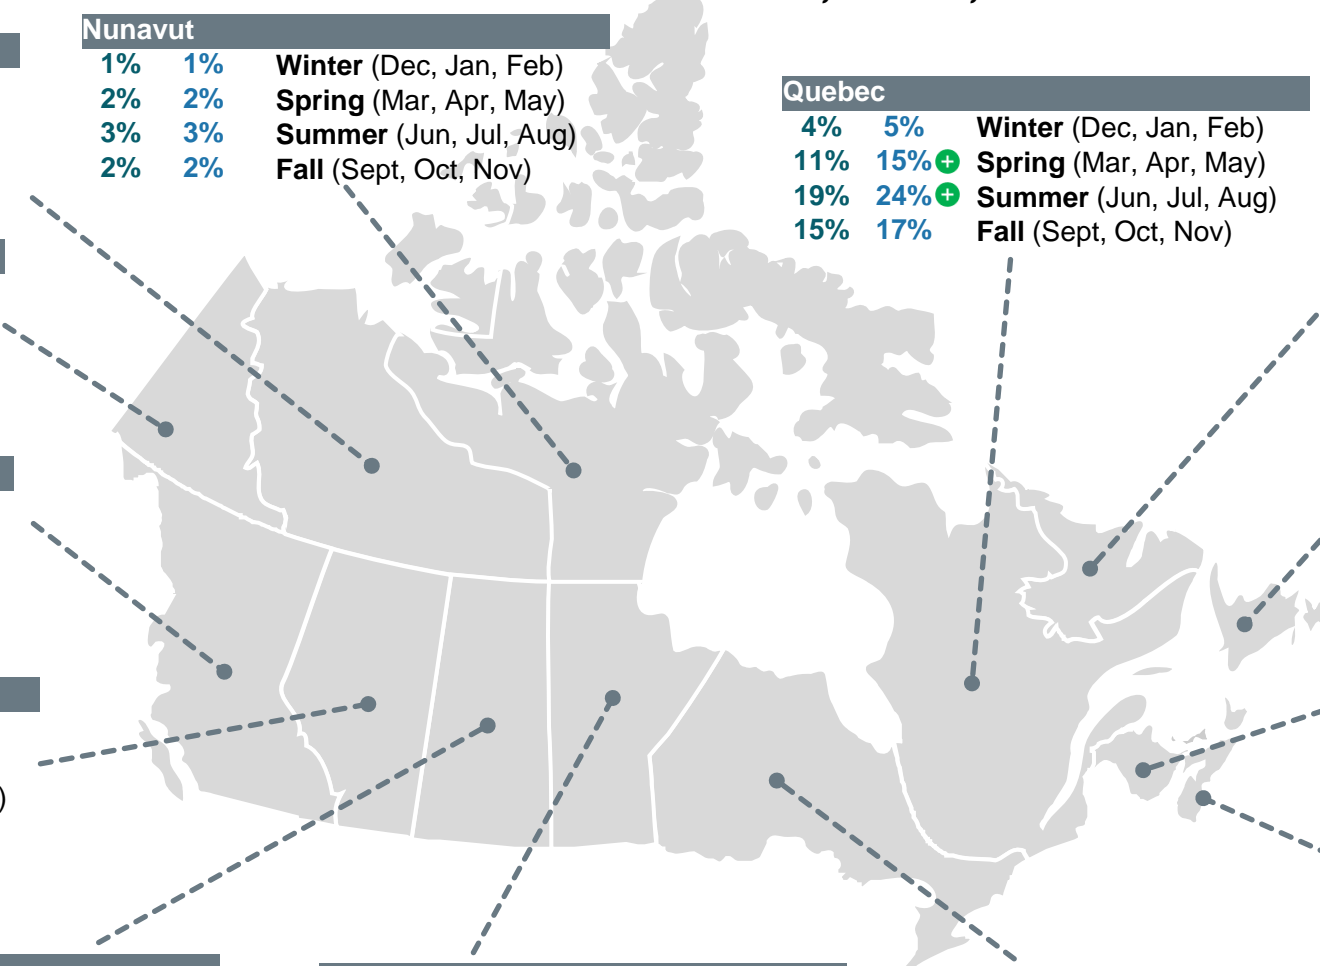 Nunavut
1% 1% Winter (Dec, Jan, Feb)
2% 2% Spring (Mar, Apr, May)
3% 3% Summer (Jun, Jul, Aug)
2% 2% Fall (Sept, Oct, Nov)
Quebec
4% 5% Winter (Dec, Jan, Feb)
11% 15% + Spring (Mar, Apr, May)
19% 24% + Summer (Jun, Jul, Aug)
15% 17% Fall (Sept, Oct, Nov)
)